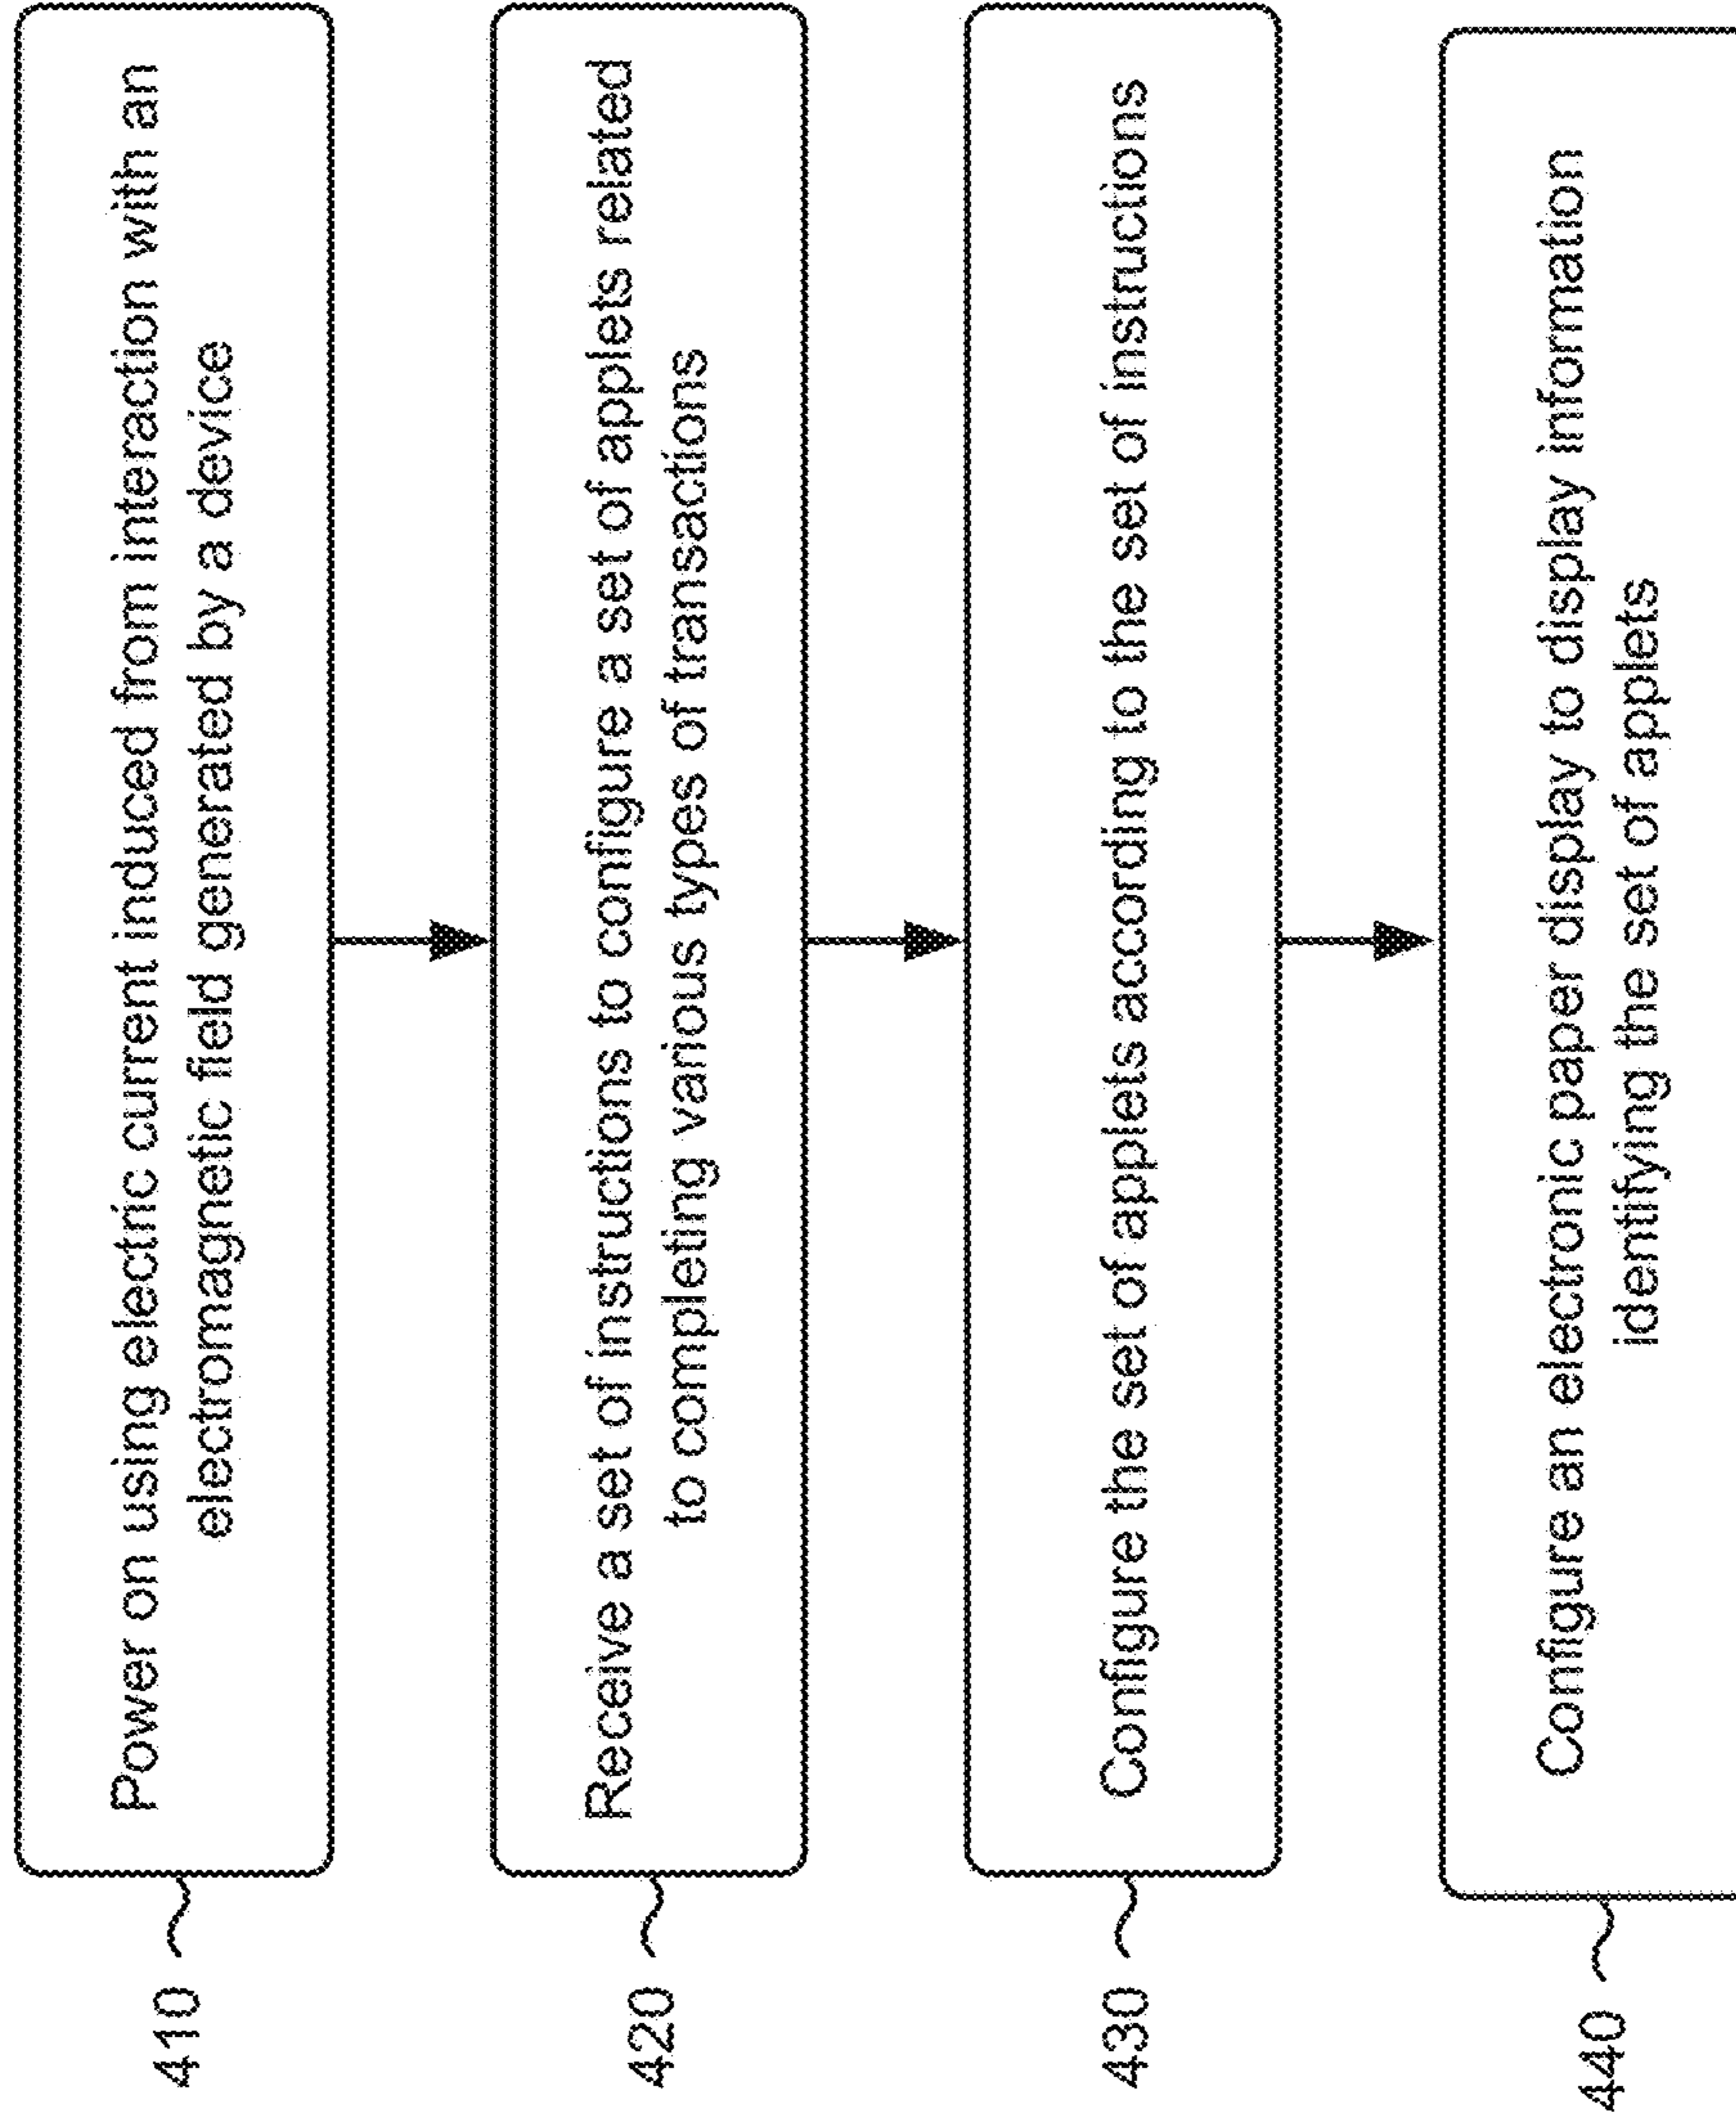 410
Power on using electric current induced from interaction with an
electromagnetic field generated by a device
420
Receive a set of instructions to configure a set of applets related
to completing various types of transactions
430
Configure the set of applets according to the set of instructions
440
Configure an electronic paper display to display information
identifying the set of applets